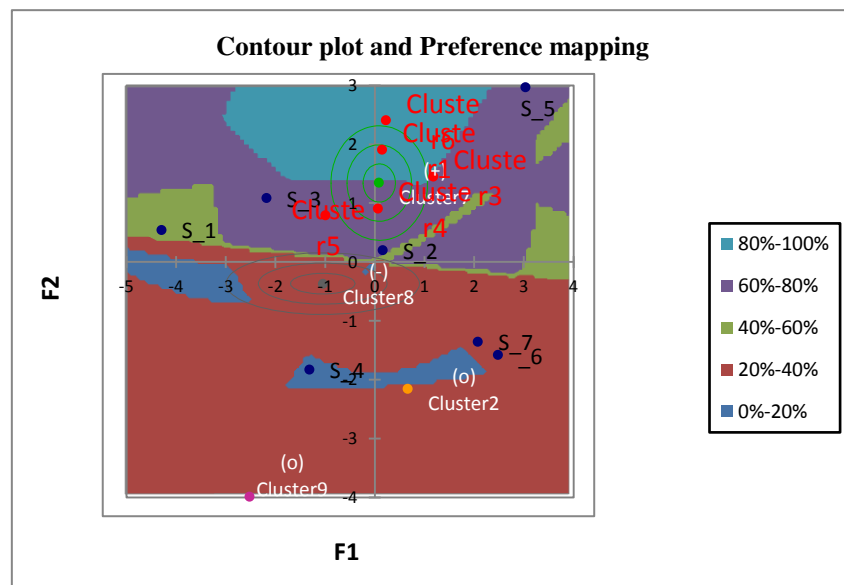 Contour plot and Preference mapping
3
Cluste
S_5
Cluste
r6
2
(+)
Cluste
r1
Cluste
Cluster7
r3
S_3
1
Cluste
r4
S_1
r5
S_2
0
-5
-4
-3
-2
-1
0
1
2
3
4
(-)
Cluster8
-1
S_7
_6
S_4
-2
(o)
Cluster2
-3
(o)
Cluster9
-4
F2
F1
80%-100%
60%-80%
40%-60%
20%-40%
0%-20%